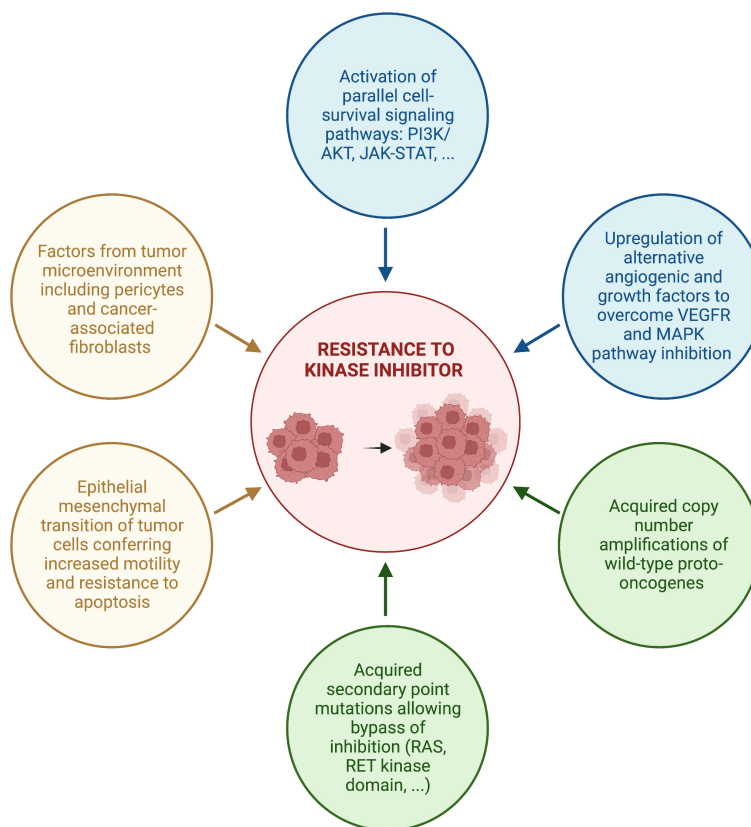 Activation of
parallel cell-
survival signaling
pathways: PI3K/
AKT, JAK-STAT, ...
Factors from tumor
microenvironment
including pericytes
and cancer-
associated
fibroblasts
Upregulation of
alternative
angiogenic and
growth factors to
overcome VEGFR
and MAPK
pathway inhibition
RESISTANCE TO
KINASE INHIBITOR
Epithelial
mesenchymal
transition of tumor
cells conferring
increased motility
and resistance to
apoptosis
Acquired copy
number
amplifications of
wild-type proto-
oncogenes
Acquired
secondary point
mutations allowing
bypass of
inhibition (RAS,
RET kinase
domain, ...)